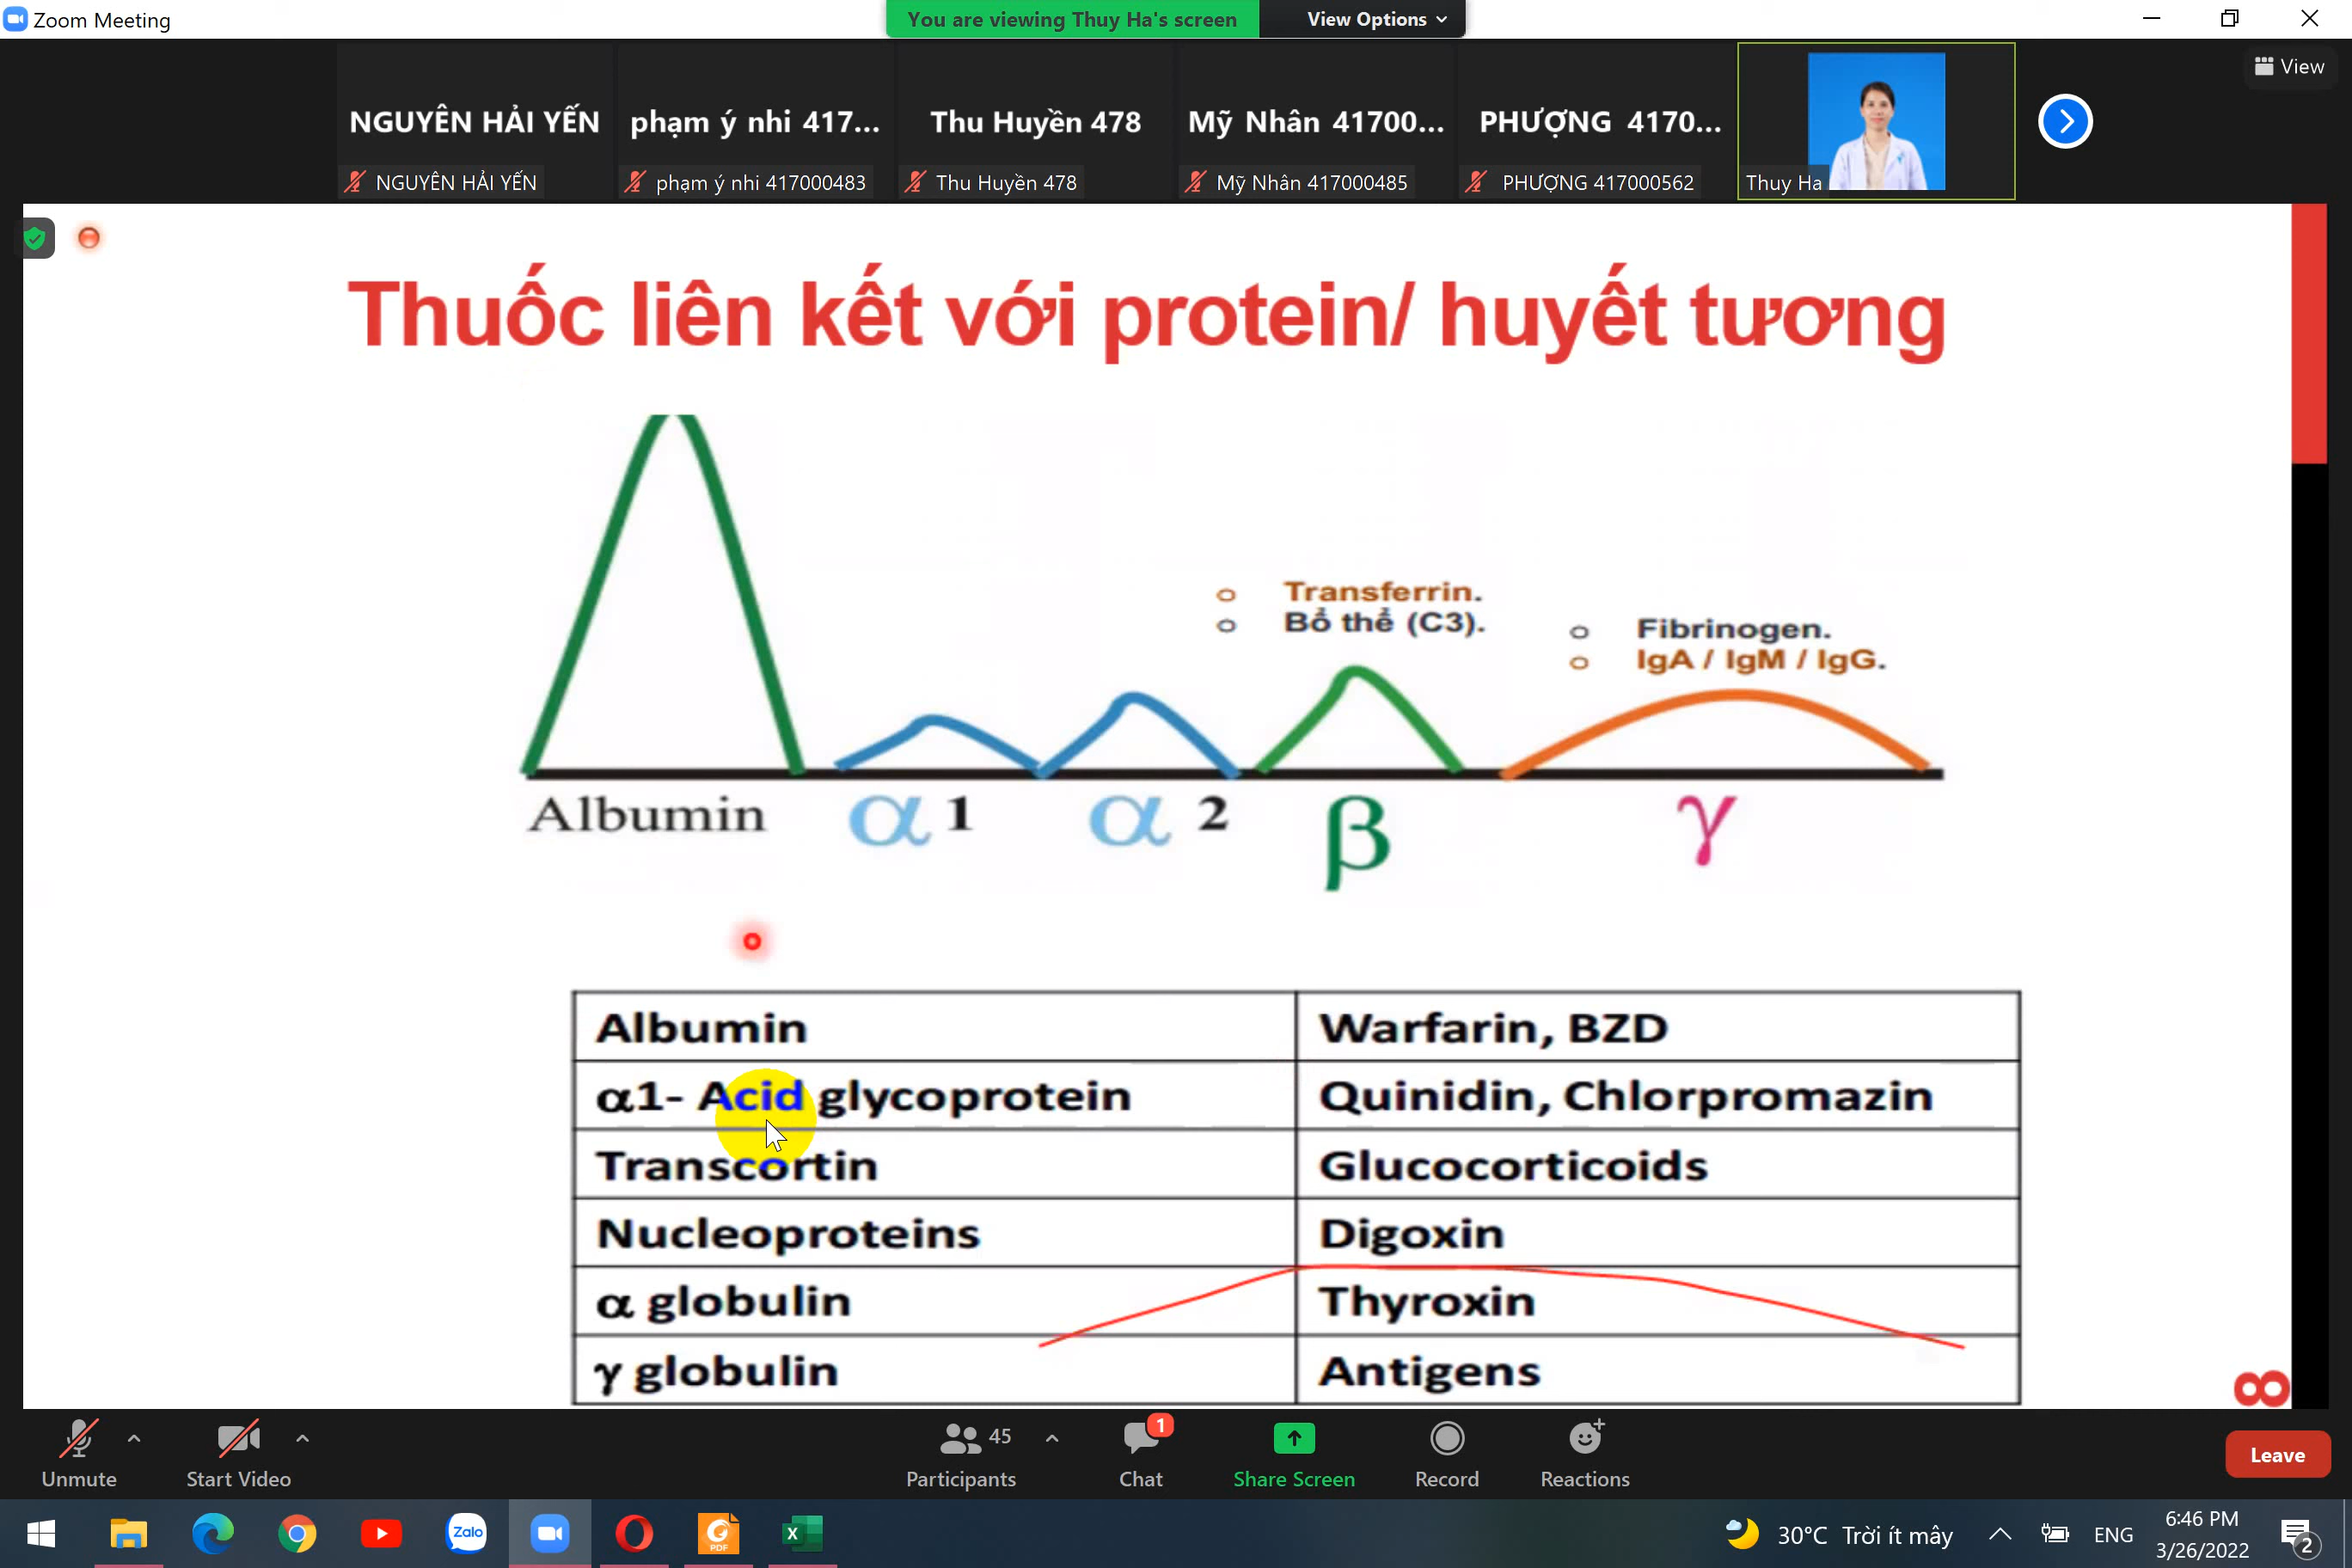 Zoom Meeting
You are viewing Thuy Ha's screen
View Options
View
NGUYÊN HẢI YẾN
phạm ý nhi 417...
Thu Huyền 478
Mỹ Nhân 41700...
PHƯỢNG 4170...
NGUYÊN HẢI YẾN
phạm ý nhi 417000483
Thu Huyền 478
Mỹ Nhân 417000485
PHƯỢNG 417000562
Thuy Ha
Thuốc liên kết với protein/ huyết tương
Transferrin.
Bổ thể (C3).
Fibrinogen.
IgA / IgM / IgG.
Albumin
α 1
α 2
β
γ
Albumin Warfarin, BZD
α1- Acid glycoprotein Quinidin, Chlorpromazin
Transcortin Glucocorticoids
Nucleoproteins Digoxin
α globulin Thyroxin
γ globulin Antigens
8
Unmute
Start Video
45
Participants
1
Chat
Share Screen
Record
Reactions
Leave
Zalo
PDF
X
30°C Trời ít mây
ENG
6:46 PM
3/26/2022
2